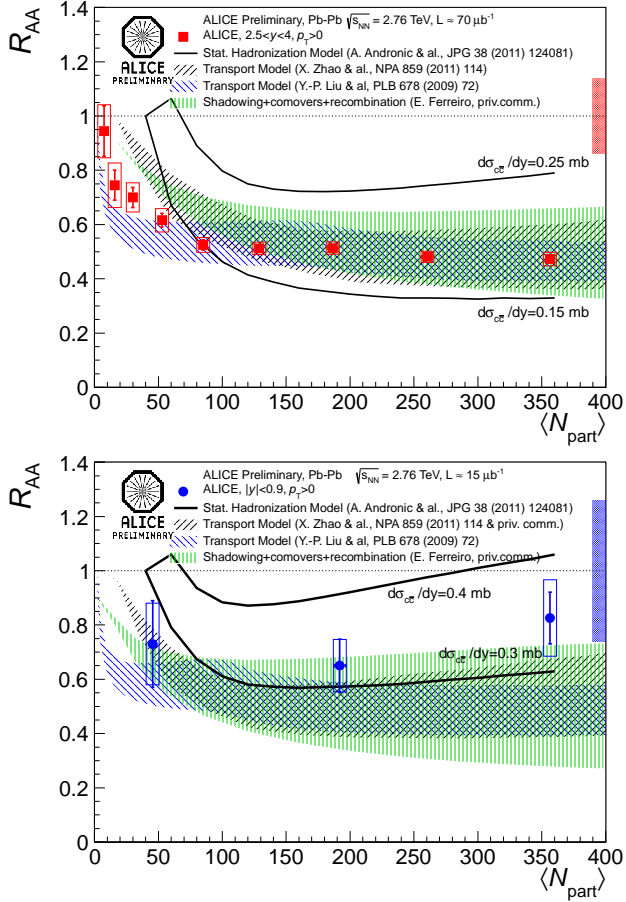 R_AA
1.4
1.2
1
0.8
0.6
0.4
0.2
0
ALICE
PRELIMINARY
ALICE Preliminary, Pb-Pb √s_NN = 2.76 TeV, L ≈ 70 μb⁻¹
ALICE, 2.5<y<4, p_T>0
Stat. Hadronization Model (A. Andronic & al., JPG 38 (2011) 124081)
Transport Model (X. Zhao & al., NPA 859 (2011) 114)
Transport Model (Y.-P. Liu & al, PLB 678 (2009) 72)
Shadowing+comovers+recombination (E. Ferreiro, priv.comm.)
dσ_cc̅/dy=0.25 mb
dσ_cc̅/dy=0.15 mb
0 50 100 150 200 250 300 350 400
⟨N_part⟩
R_AA
1.4
1.2
1
0.8
0.6
0.4
0.2
0
ALICE
PRELIMINARY
ALICE Preliminary, Pb-Pb √s_NN = 2.76 TeV, L ≈ 15 μb⁻¹
ALICE, |y|<0.9, p_T>0
Stat. Hadronization Model (A. Andronic & al., JPG 38 (2011) 124081)
Transport Model (X. Zhao & al., NPA 859 (2011) 114 & priv. comm.)
Transport Model (Y.-P. Liu & al, PLB 678 (2009) 72)
Shadowing+comovers+recombination (E. Ferreiro, priv.comm.)
dσ_cc̅/dy=0.4 mb
dσ_cc̅/dy=0.3 mb
0 50 100 150 200 250 300 350 400
⟨N_part⟩